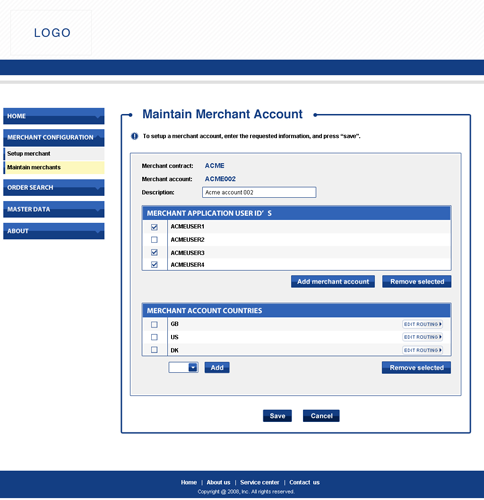 LOGO
HOME
MERCHANT CONFIGURATION
Setup merchant
Maintain merchants
ORDER SEARCH
MASTER DATA
ABOUT
Maintain Merchant Account
To setup a merchant account, enter the requested information, and press “save”.
Merchant contract: ACME
Merchant account: ACME002
Description: Acme account 002
MERCHANT APPLICATION USER ID' S
ACMEUSER1
ACMEUSER2
ACMEUSER3
ACMEUSER4
Add merchant account Remove selected
MERCHANT ACCOUNT COUNTRIES
GB EDIT ROUTING
US EDIT ROUTING
DK EDIT ROUTING
Add Remove selected
Save Cancel
Home | About us | Service center | Contact us
Copyright @ 2008, Inc. All rights reserved.